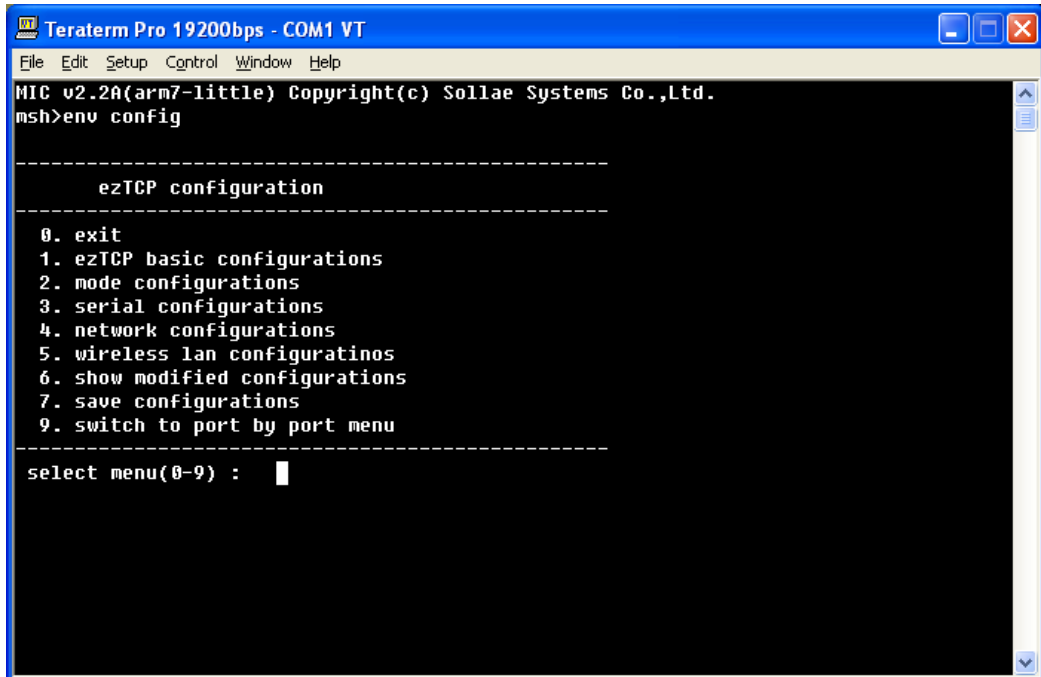 Teraterm Pro 19200bps - COM1 VT
File Edit Setup Control Window Help
MIC v2.2A(arm7-little) Copyright(c) Sollae Systems Co.,Ltd.
msh>env config
--------------------------------------------------
ezTCP configuration
--------------------------------------------------
0. exit
1. ezTCP basic configurations
2. mode configurations
3. serial configurations
4. network configurations
5. wireless lan configuratinos
6. show modified configurations
7. save configurations
9. switch to port by port menu
--------------------------------------------------
select menu(0-9) :